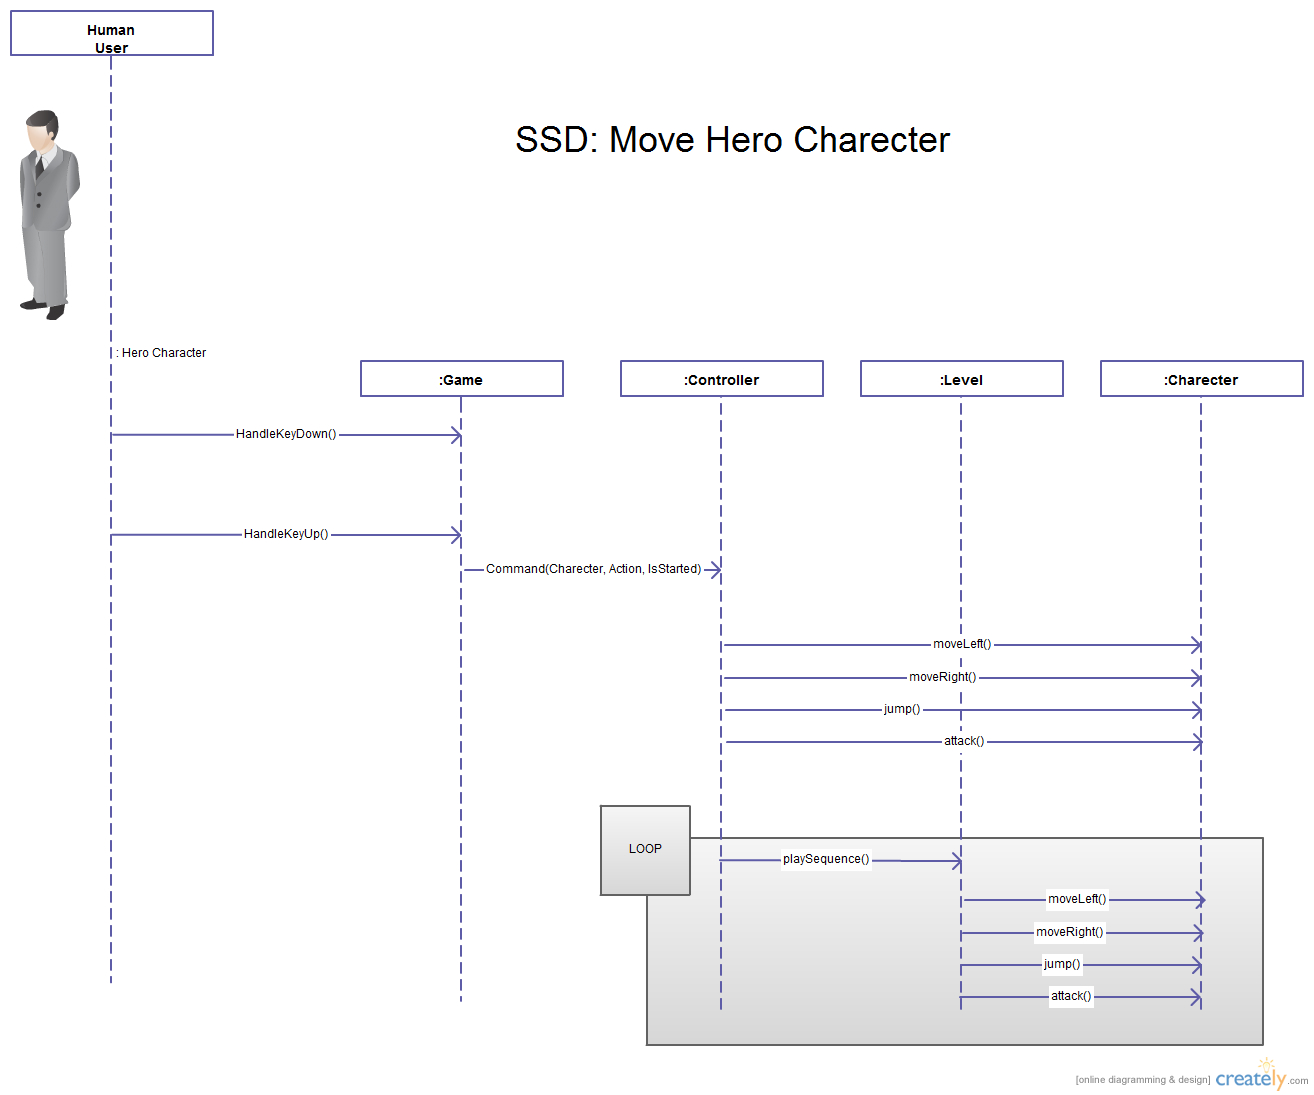 Human
User
SSD: Move Hero Charecter
: Hero Character
:Game
:Controller
:Level
:Charecter
HandleKeyDown()
HandleKeyUp()
Command(Charecter, Action, IsStarted)
moveLeft()
moveRight()
jump()
attack()
LOOP
playSequence()
moveLeft()
moveRight()
jump()
attack()
[online diagramming & design] creately.com